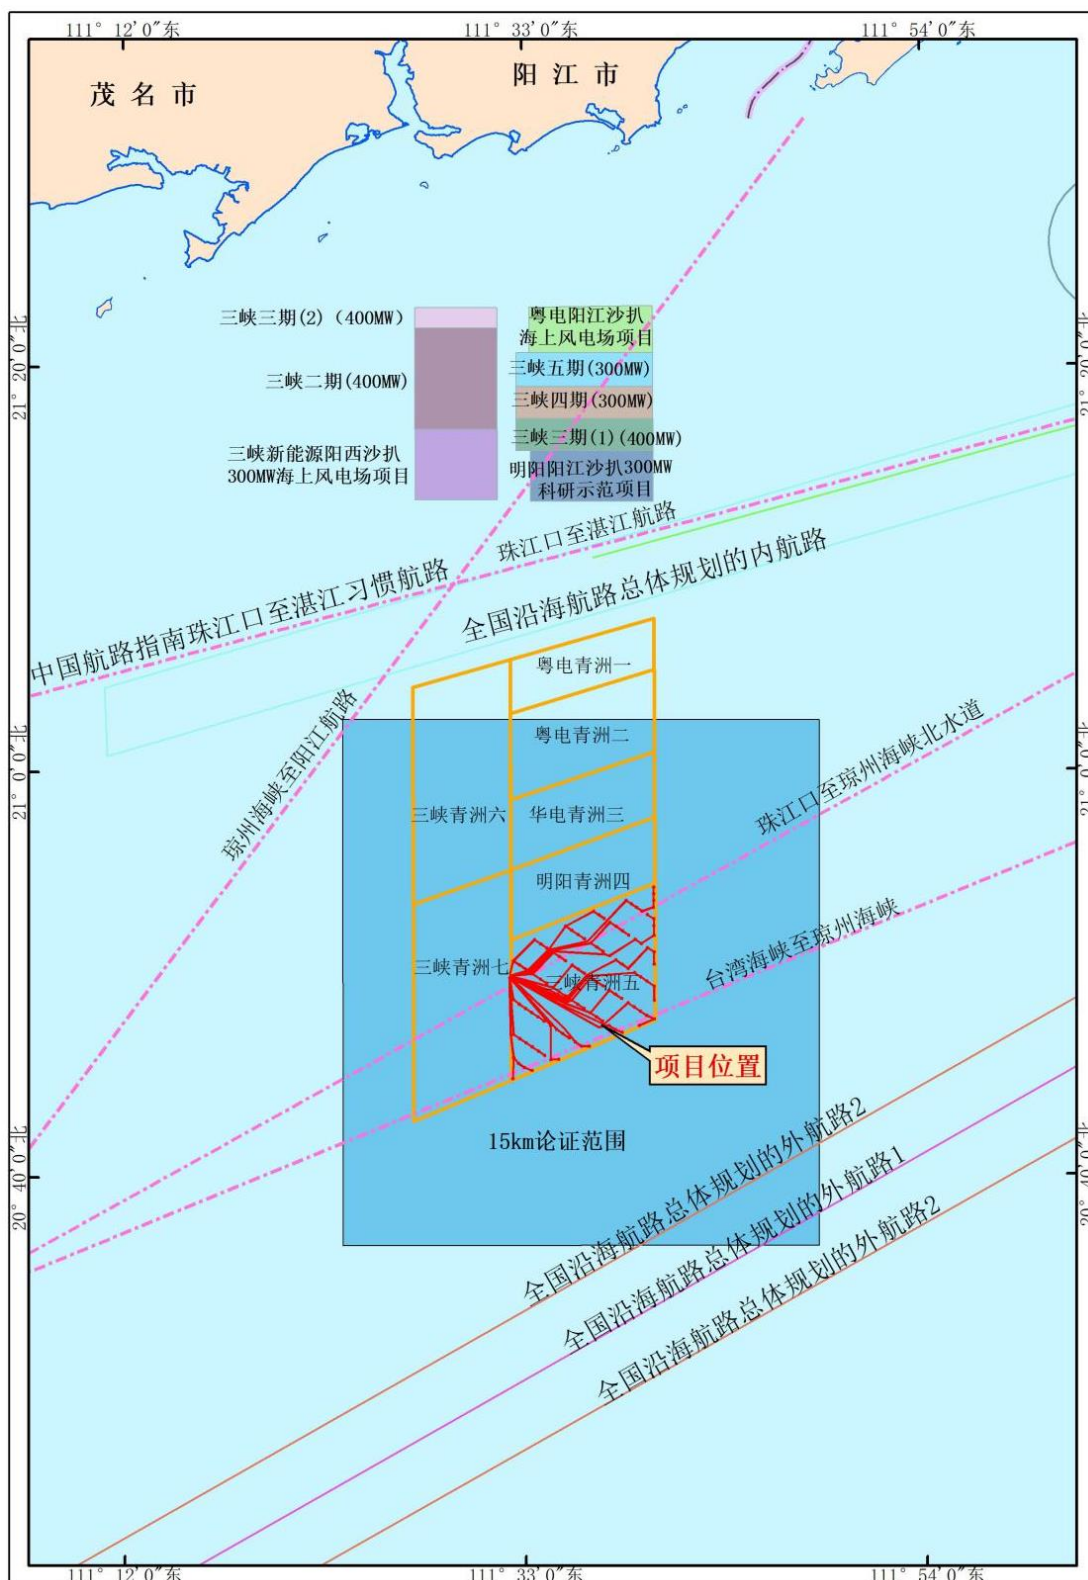 111° 12′0″东
111° 33′0″东
111° 54′0″东
茂名市
阳江市
三峡三期(2)（400MW）
三峡二期(400MW)
三峡新能源阳西沙扒
300MW海上风电场项目
粤电阳江沙扒
海上风电场项目
三峡五期(300MW)
三峡四期(300MW)
三峡三期(1)(400MW)
明阳阳江沙扒300MW
科研示范项目
21° 20′0″北
21° 20′0″北
珠江口至湛江航路
中国航路指南珠江口至湛江习惯航路
全国沿海航路总体规划的内航路
琼州海峡至阳江航路
粤电青洲一
粤电青洲二
三峡青洲六
华电青洲三
明阳青洲四
三峡青洲七
三峡青洲五
珠江口至琼州海峡北水道
台湾海峡至琼州海峡
21° 0′0″北
21° 0′0″北
项目位置
15km论证范围
20° 40′0″北
20° 40′0″北
全国沿海航路总体规划的外航路2
全国沿海航路总体规划的外航路1
全国沿海航路总体规划的外航路2
111° 12′0″东
111° 33′0″东
111° 54′0″东